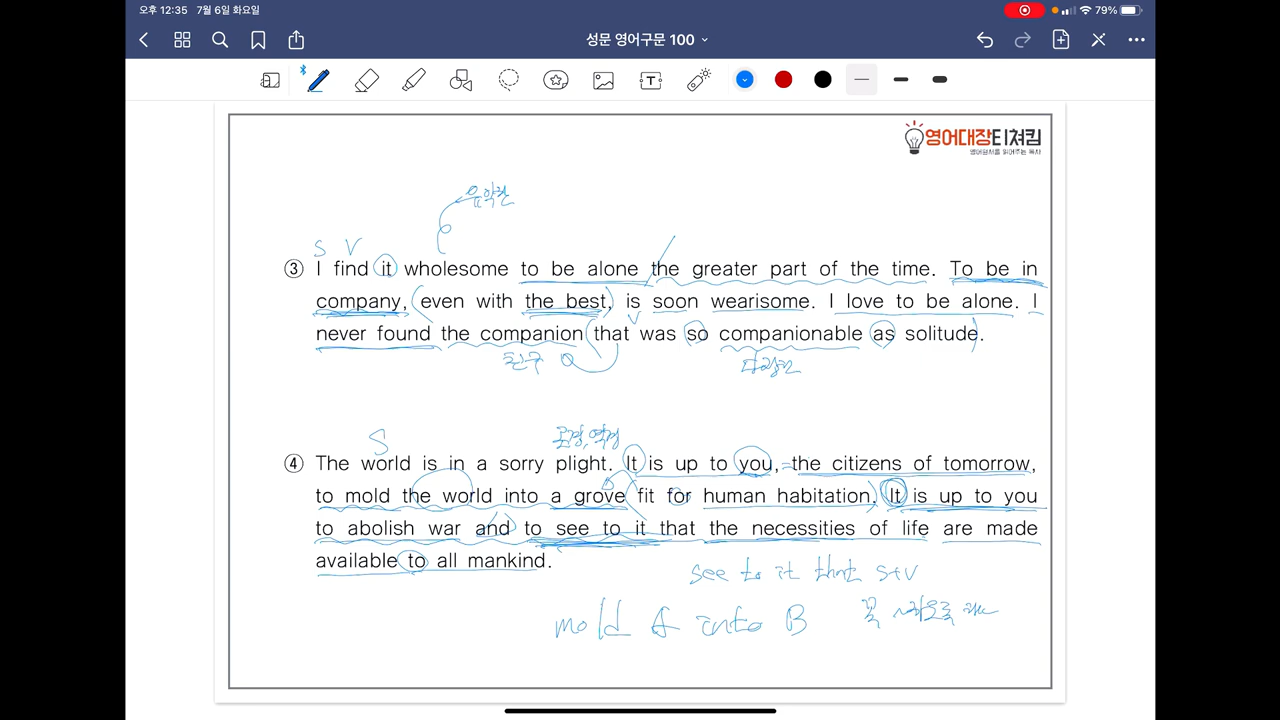 오후 12:35 7월 6일 화요일
79%
성문 영어구문 100
영어대장티쳐킴
S V
③ I find it wholesome to be alone the greater part of the time. To be in
company, (even with the best) is soon wearisome. I love to be alone. I
V
never found the companion (that was so companionable as solitude).
친구
S
곤경, 역경
④ The world is in a sorry plight. It is up to you, = the citizens of tomorrow,
to mold the world into a grove (fit for human habitation.) It is up to you
to abolish war and to see to it that the necessities of life are made
available to all mankind.
see to it that S+V
mold A into B 꼭